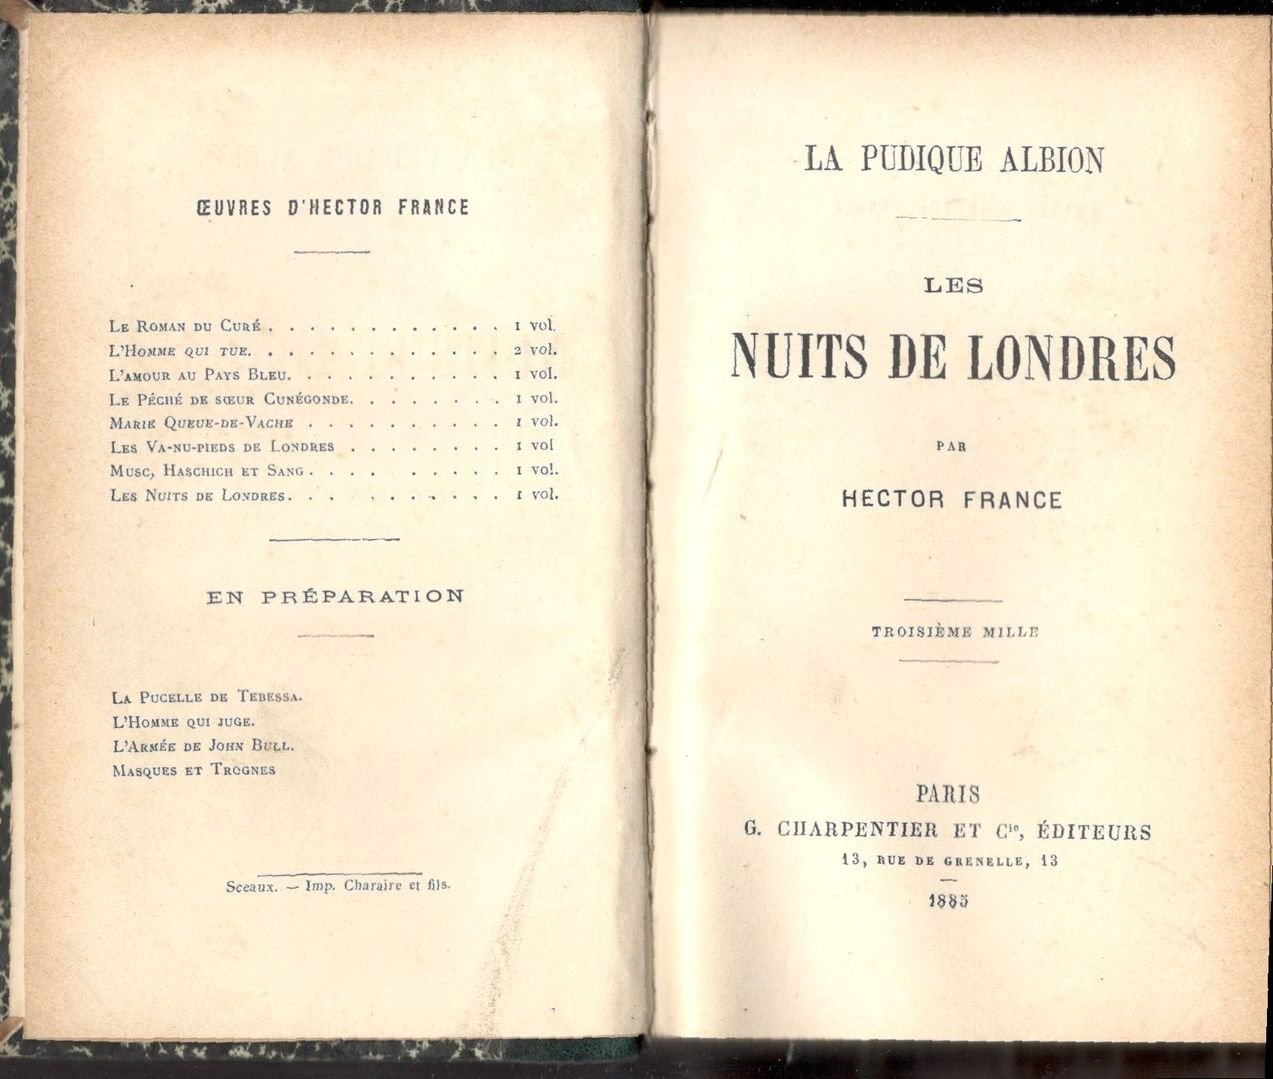 ŒUVRES D'HECTOR FRANCE
LE ROMAN DU CURÉ . . . . . . . . . . . . 1 vol.
L'HOMME QUI TUE. . . . . . . . . . . . . 2 vol.
L'AMOUR AU PAYS BLEU. . . . . . . . . . . 1 vol.
LE PÉCHÉ DE SŒUR CUNÉGONDE. . . . . . . . 1 vol.
MARIE QUEUE-DE-VACHE . . . . . . . . . . 1 vol.
LES VA-NU-PIEDS DE LONDRES . . . . . . . . 1 vol
MUSC, HASCHICH ET SANG . . . . . . . . . 1 vol.
LES NUITS DE LONDRES. . . . . . . . . . 1 vol.
EN PRÉPARATION
LA PUCELLE DE TEBESSA.
L'HOMME QUI JUGE.
L'ARMÉE DE JOHN BULL.
MASQUES ET TROGNES
Sceaux. — Imp. Charaire et fils.
LA PUDIQUE ALBION
LES
NUITS DE LONDRES
PAR
HECTOR FRANCE
TROISIÈME MILLE
PARIS
G. CHARPENTIER ET Cie, ÉDITEURS
13, RUE DE GRENELLE, 13
1885